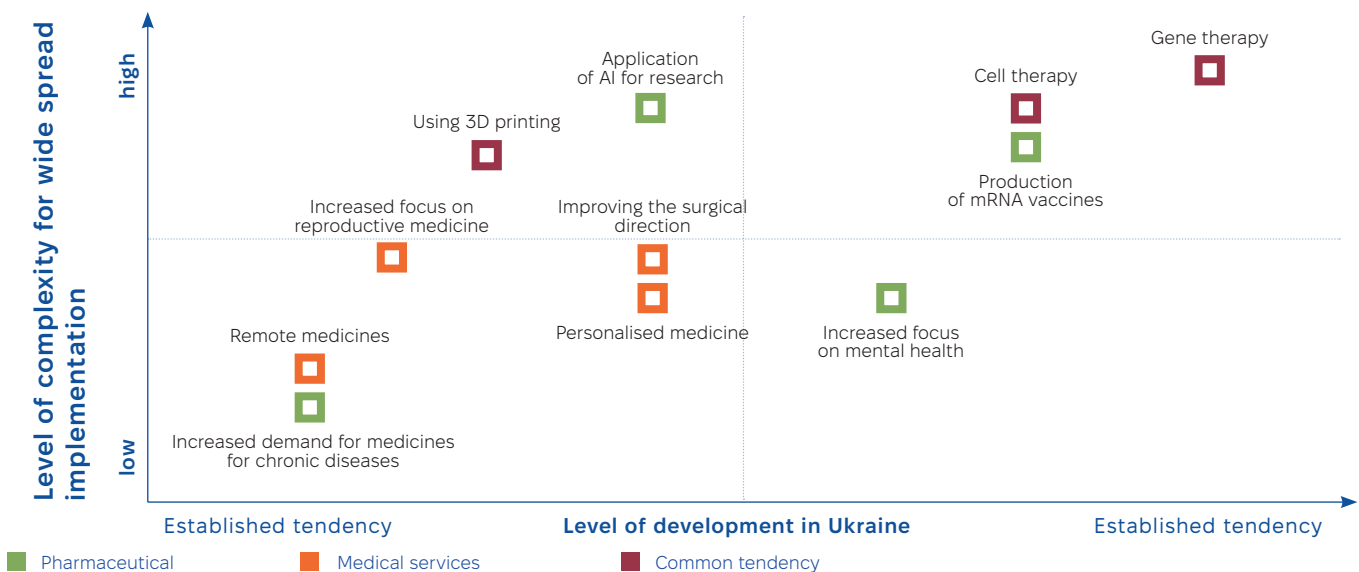 Level of complexity for wide spread
implementation
high
low
Gene therapy
Application
of AI for research
Cell therapy
Using 3D printing
Production
of mRNA vaccines
Increased focus on
reproductive medicine
Improving the surgical
direction
Remote medicines
Personalised medicine
Increased focus
on mental health
Increased demand for medicines
for chronic diseases
Established tendency
Level of development in Ukraine
Established tendency
Pharmaceutical
Medical services
Common tendency